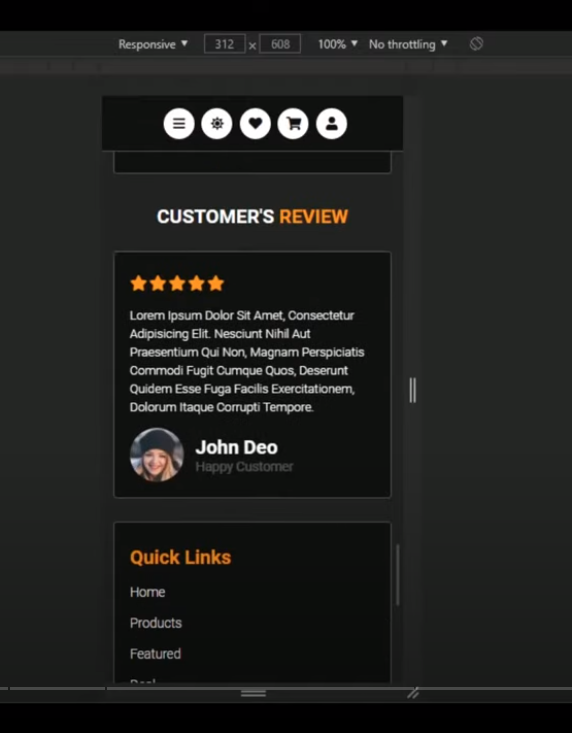 Responsive 312 x 608 100% No throttling
CUSTOMER'S REVIEW
Lorem Ipsum Dolor Sit Amet, Consectetur
Adipisicing Elit. Nesciunt Nihil Aut
Praesentium Qui Non, Magnam Perspiciatis
Commodi Fugit Cumque Quos, Deserunt
Quidem Esse Fuga Facilis Exercitationem,
Dolorum Itaque Corrupti Tempore.
John Deo
Happy Customer
Quick Links
Home
Products
Featured